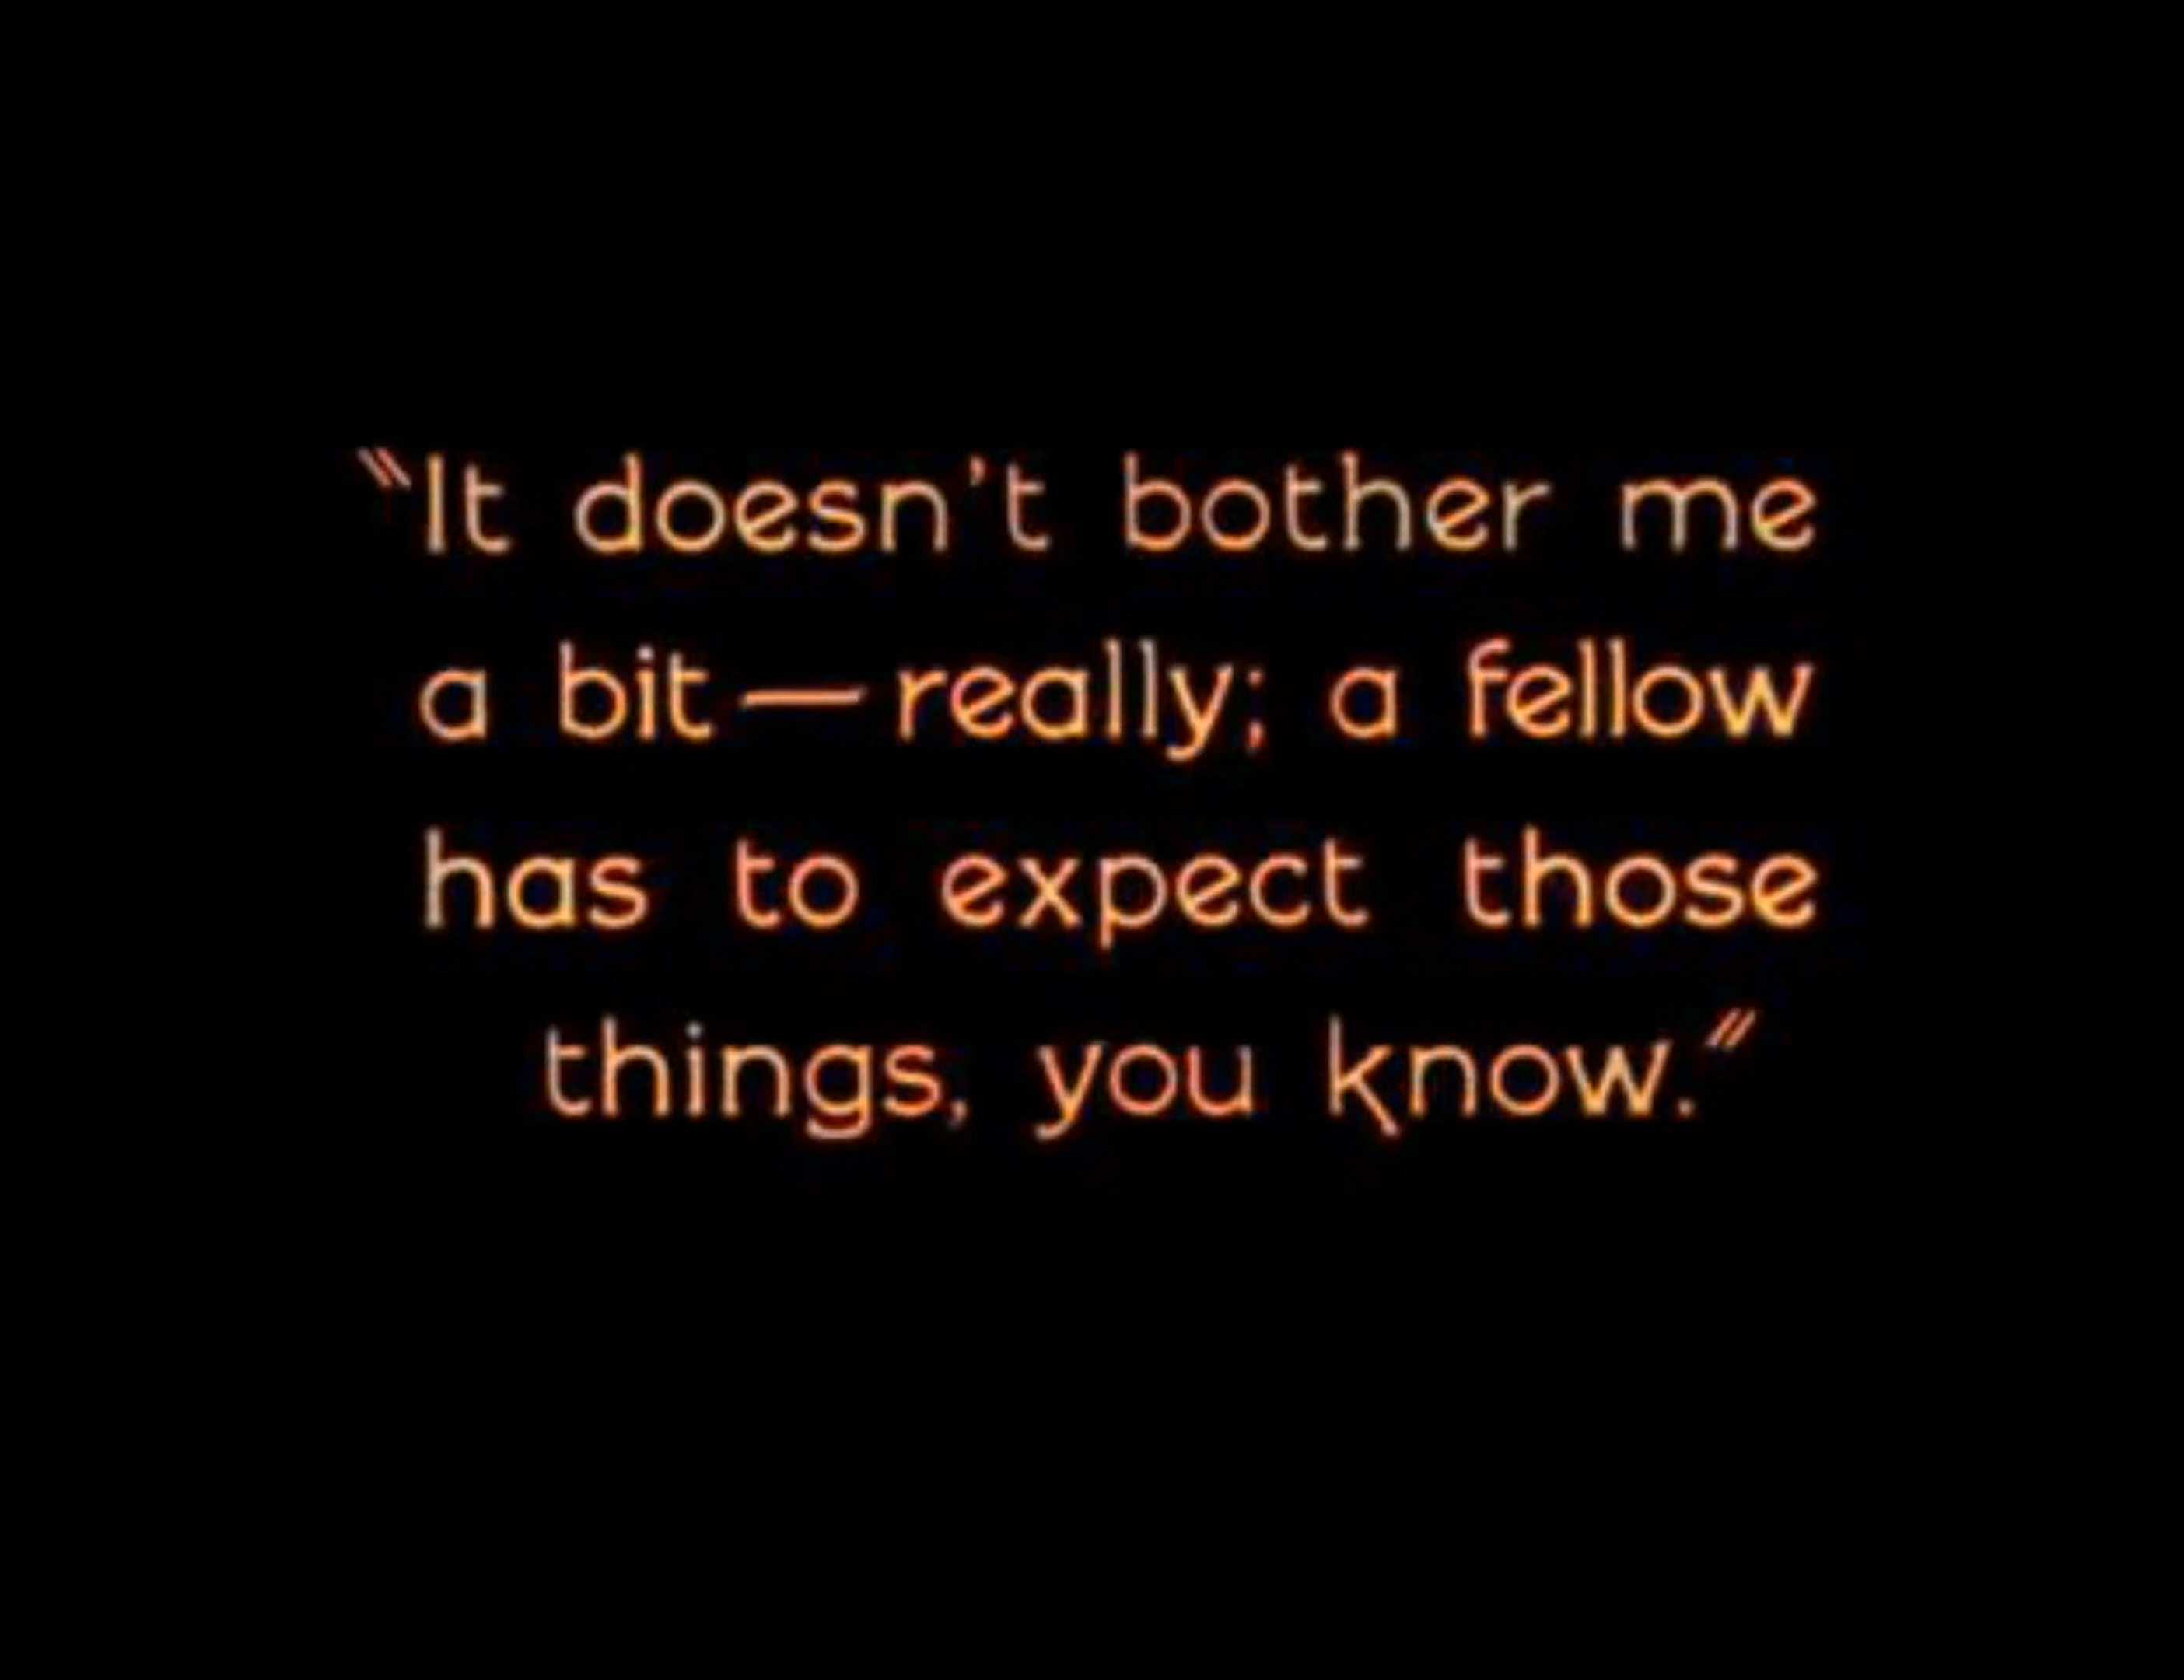 "It doesn't bother me
a bit—really; a fellow
has to expect those
things, you know."